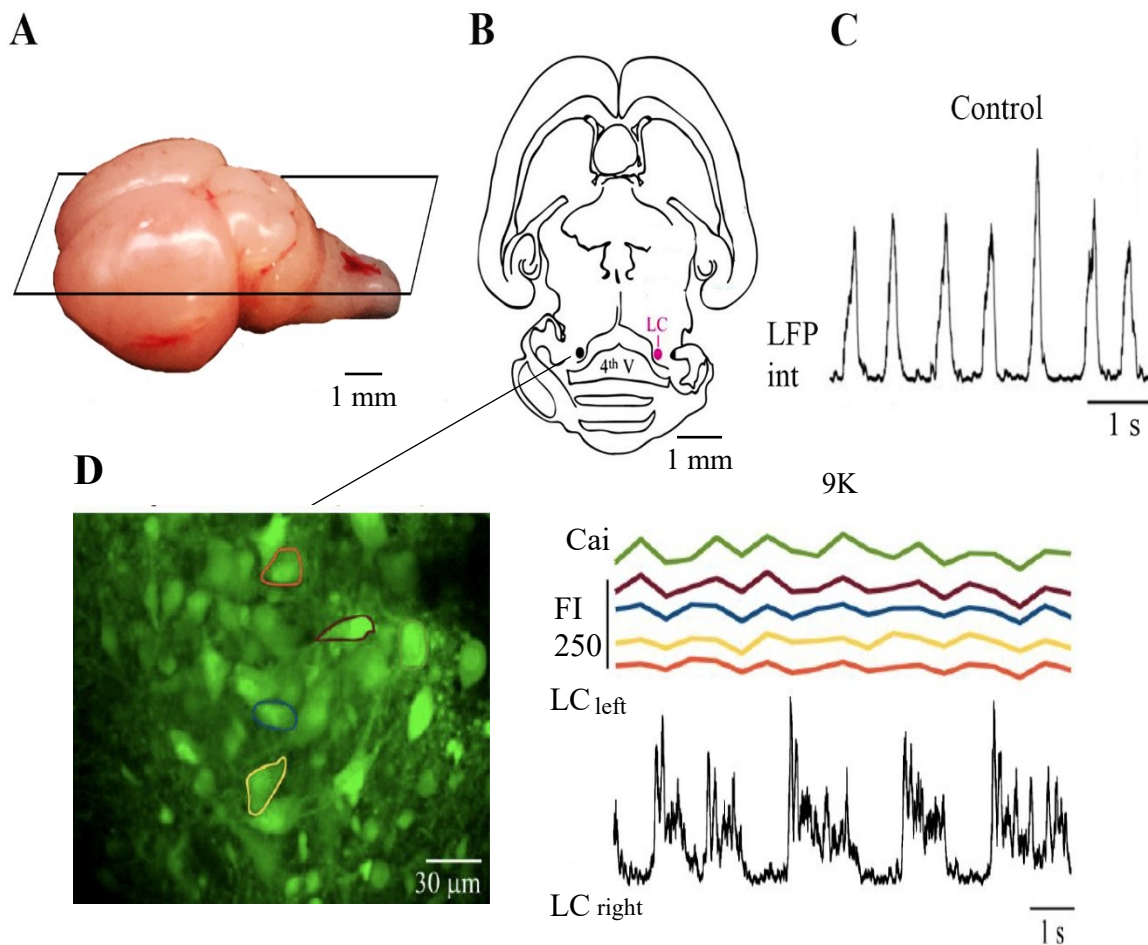 A
B
C
Control
LFP
int
1 s
1 mm
LC
4th V
1 mm
D
9K
Cai
FI
250
LC left
LC right
30 µm
1 s